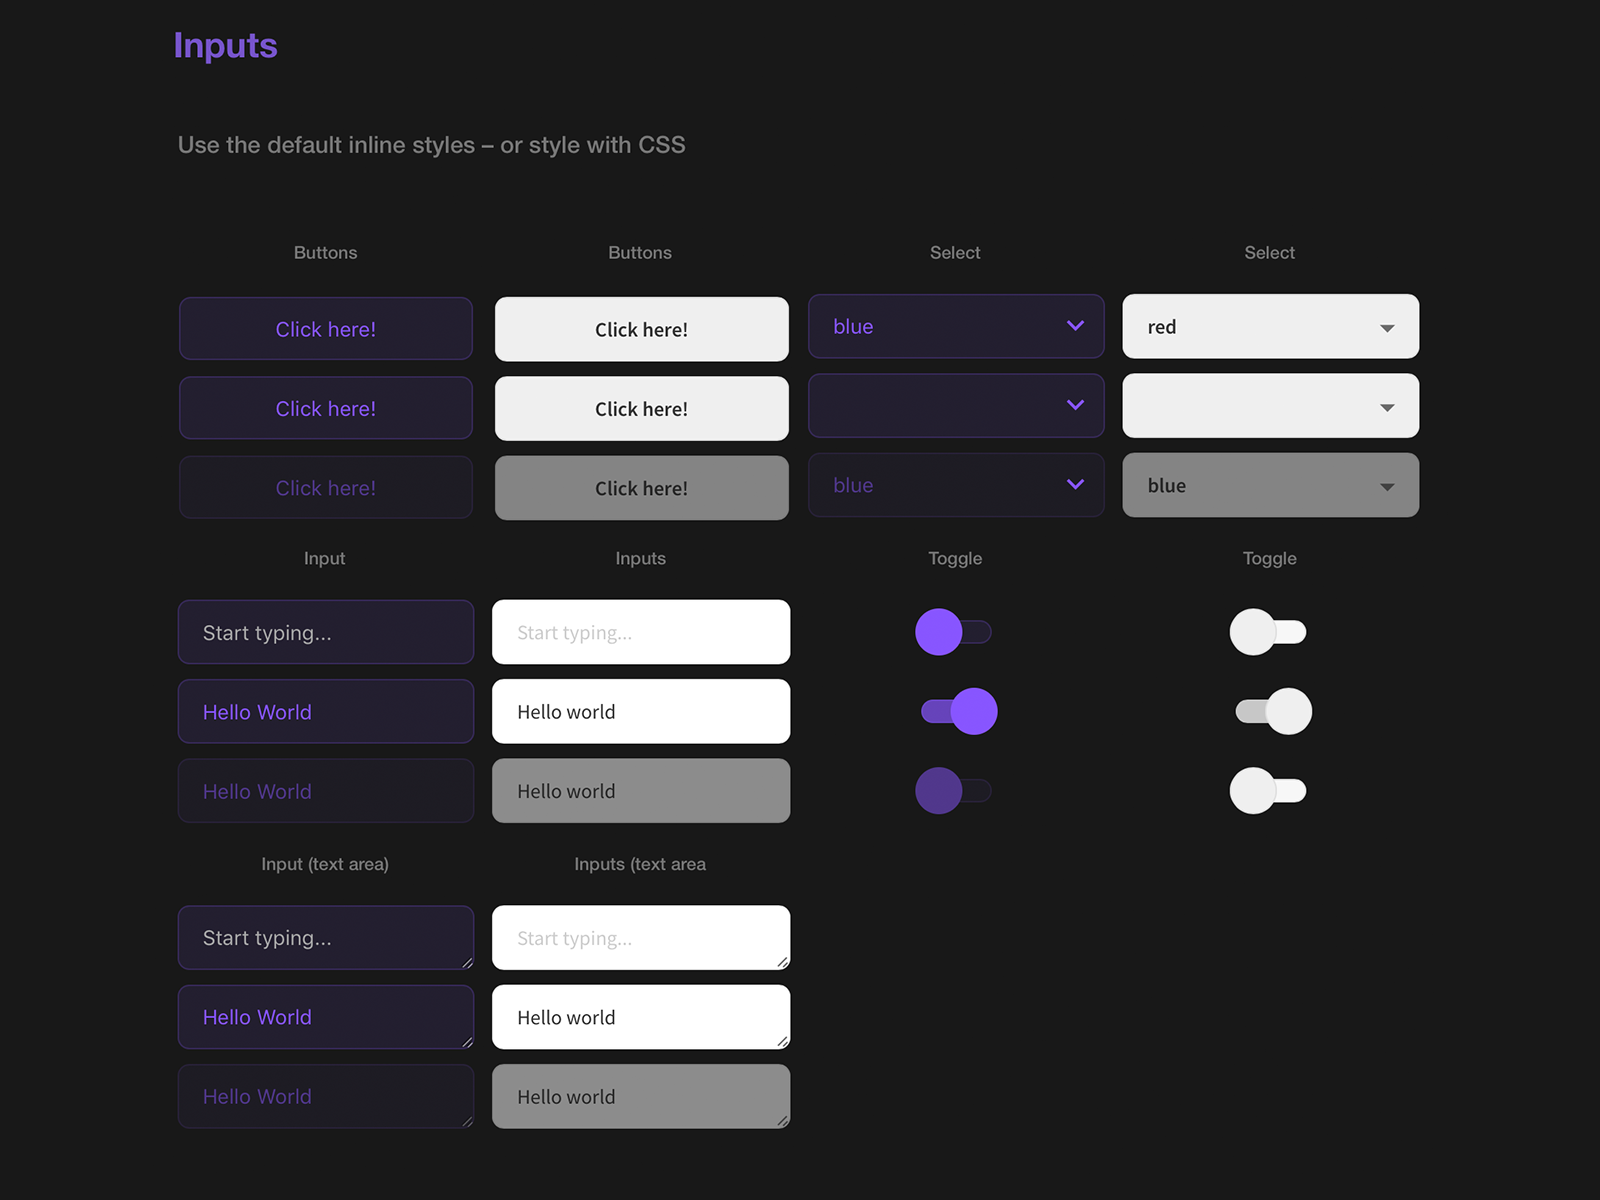 Inputs
Use the default inline styles – or style with CSS
Buttons
Buttons
Select
Select
Click here!
Click here!
blue
red
Click here!
Click here!
Click here!
Click here!
blue
blue
Input
Inputs
Toggle
Toggle
Start typing...
Start typing...
Hello World
Hello world
Hello World
Hello world
Input (text area)
Inputs (text area
Start typing...
Start typing...
Hello World
Hello world
Hello World
Hello world